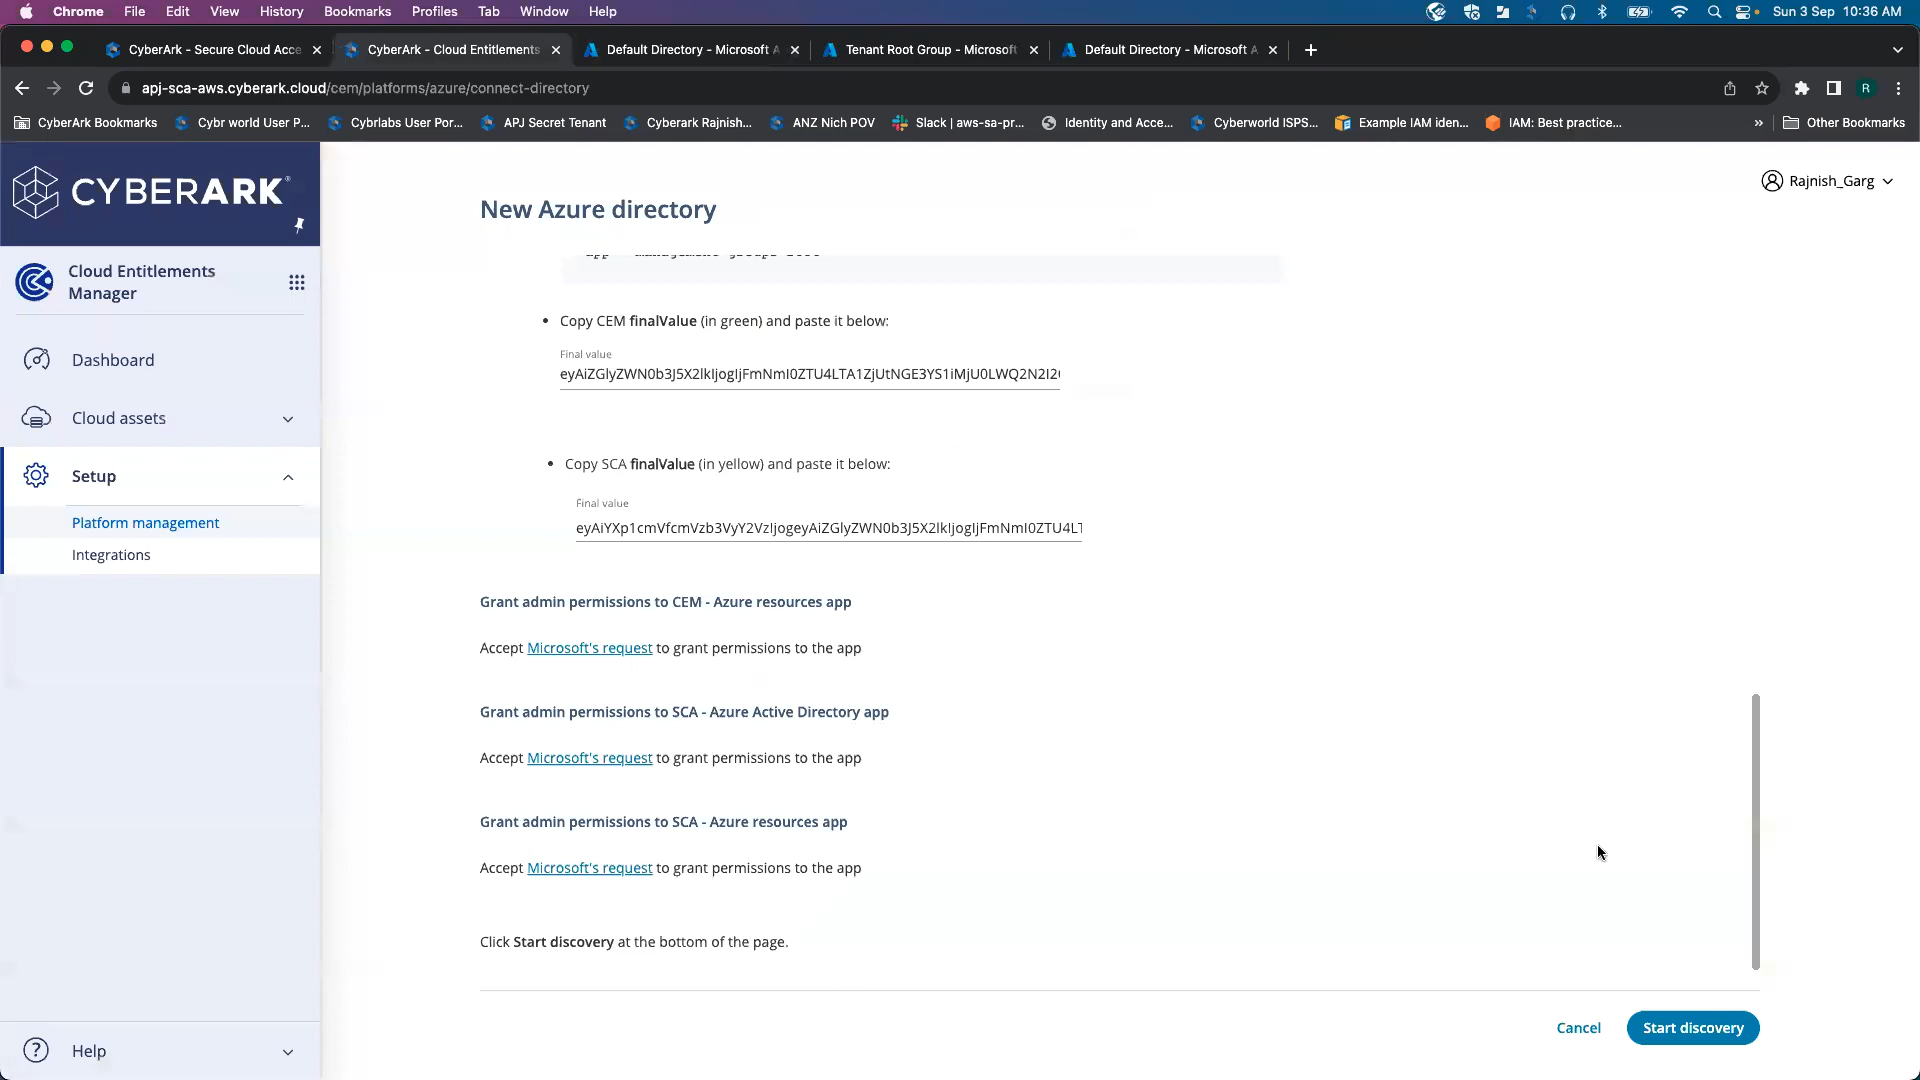 Chrome File Edit View History Bookmarks Profiles Tab Window Help Sun 3 Sep 10:36 AM
CyberArk - Secure Cloud Acce CyberArk - Cloud Entitlements Default Directory - Microsoft A Tenant Root Group - Microsoft Default Directory - Microsoft A
apj-sca-aws.cyberark.cloud/cem/platforms/azure/connect-directory R
CyberArk Bookmarks Cybr world User P... Cybrlabs User Por... APJ Secret Tenant Cyberark Rajnish... ANZ Nich POV Slack | aws-sa-pr... Identity and Acce... Cyberworld ISPS... Example IAM iden... IAM: Best practice... » Other Bookmarks
CYBERARK®
Rajnish_Garg
New Azure directory
Cloud Entitlements
Manager
Dashboard
Cloud assets
Setup
Platform management
Integrations
Help
• Copy CEM finalValue (in green) and paste it below:
Final value
• Copy SCA finalValue (in yellow) and paste it below:
Final value
Grant admin permissions to CEM - Azure resources app
Accept Microsoft's request to grant permissions to the app
Grant admin permissions to SCA - Azure Active Directory app
Accept Microsoft's request to grant permissions to the app
Grant admin permissions to SCA - Azure resources app
Accept Microsoft's request to grant permissions to the app
Click Start discovery at the bottom of the page.
Cancel Start discovery